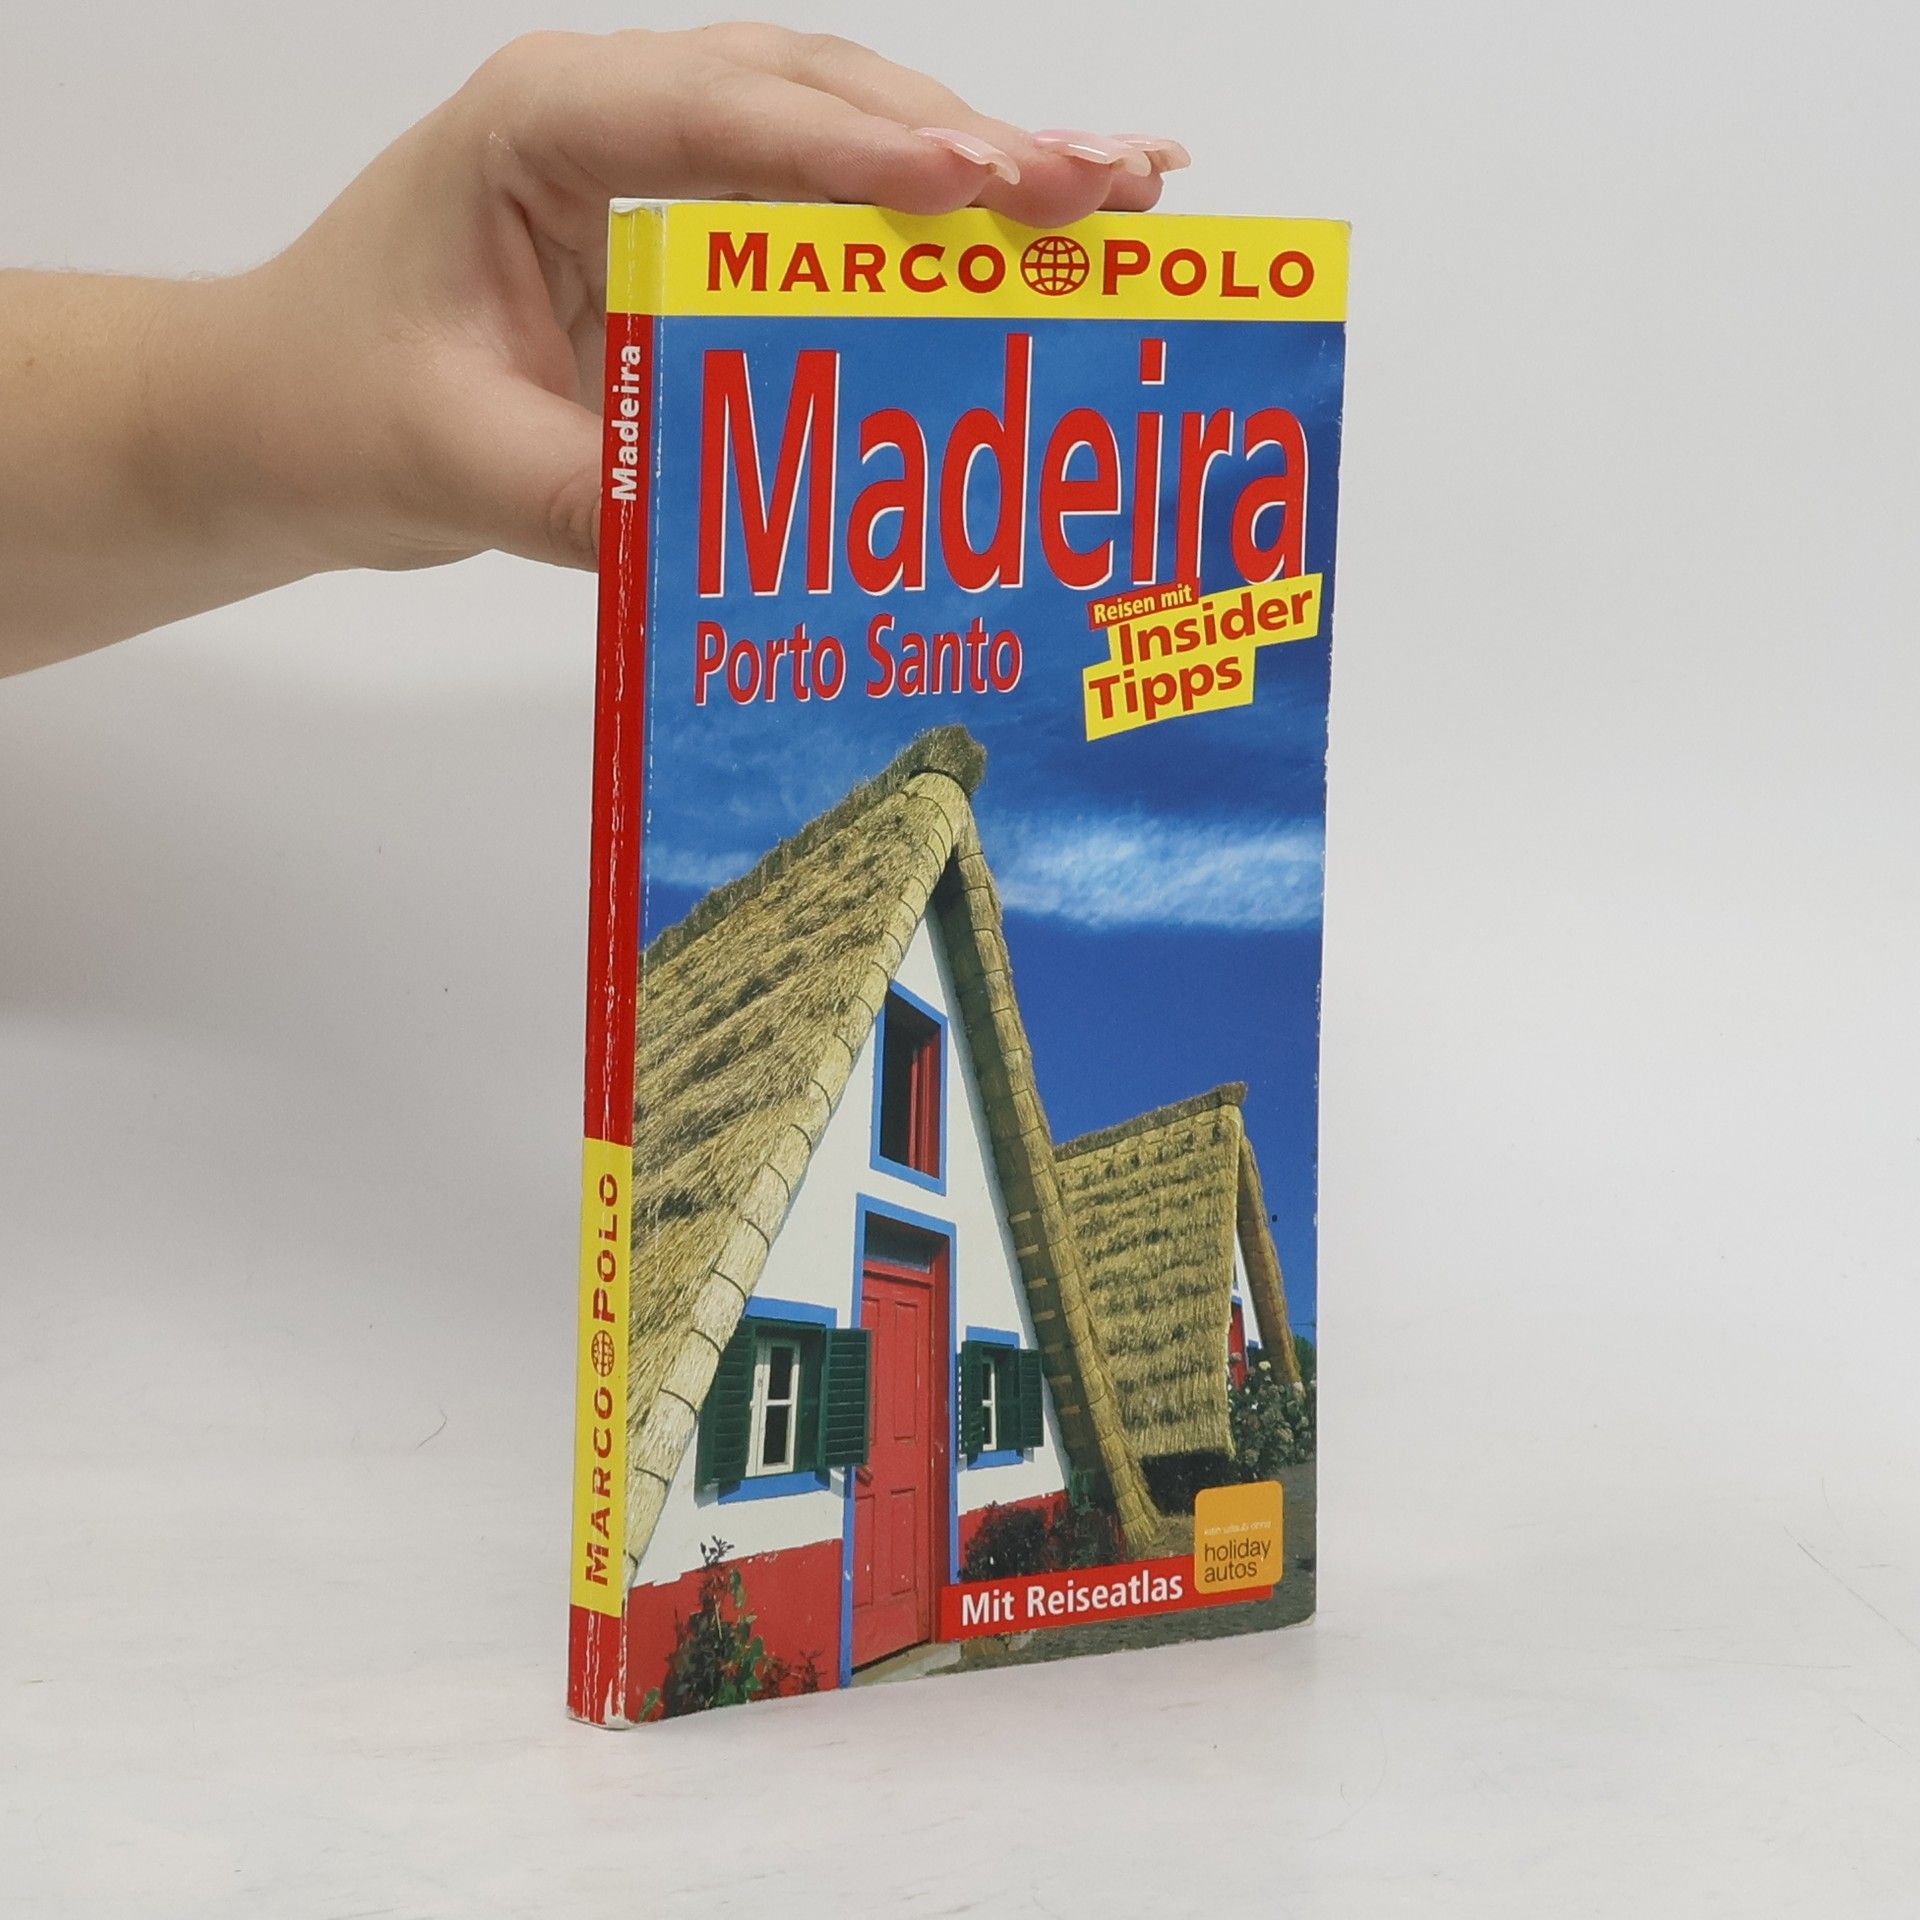 MARCO POLO
Madeira
Porto Santo
Reisen mit
Insider
Tipps
Mit Reiseatlas
holiday
autos
Madeira
MARCO POLO